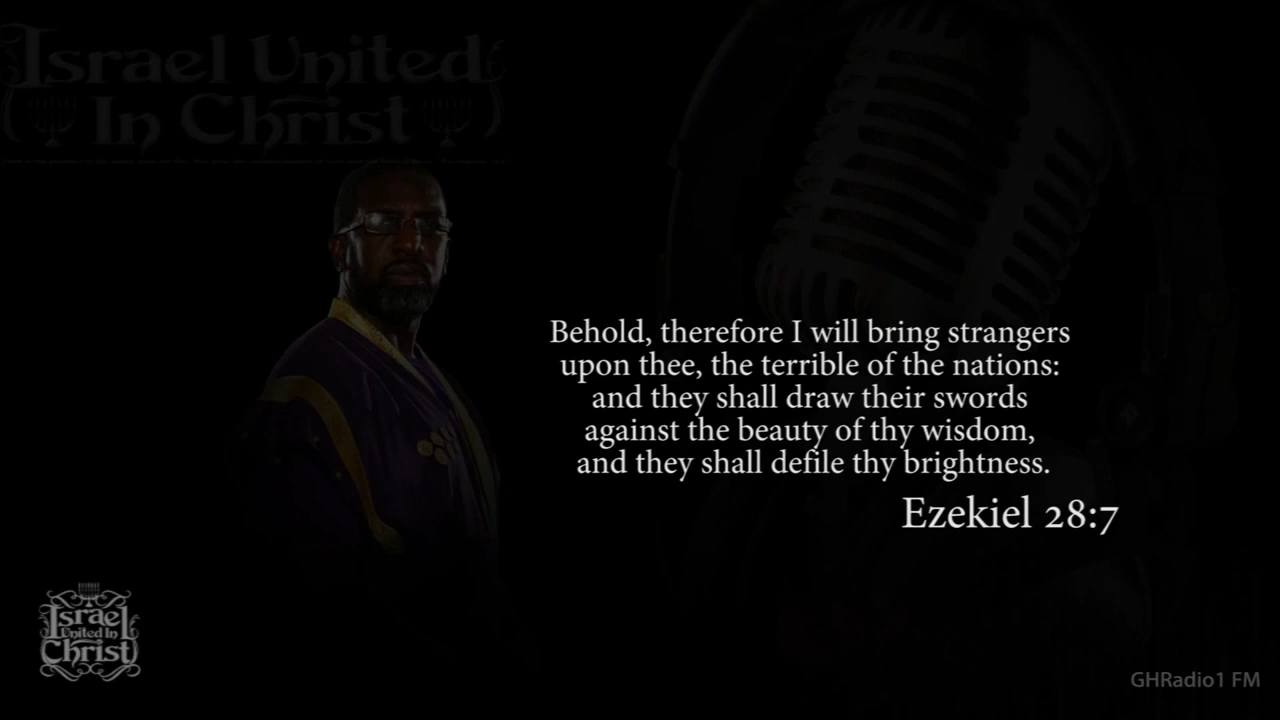 Israel United
In Christ
Behold, therefore I will bring strangers
upon thee, the terrible of the nations:
and they shall draw their swords
against the beauty of thy wisdom,
and they shall defile thy brightness.
Ezekiel 28:7
Israel
United In
Christ
GHRadio1 FM